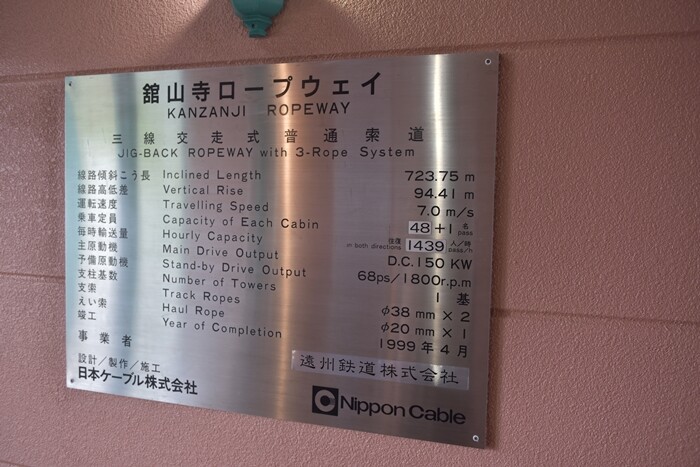 舘山寺ロープウェイ
KANZANJI ROPEWAY
三線交走式普通索道
JIG-BACK ROPEWAY with 3-Rope System
線路傾斜こう長 Inclined Length 723.75 m
線路高低差 Vertical Rise 94.41 m
運転速度 Travelling Speed 7.0 m/s
乗車定員 Capacity of Each Cabin 48+1 名 pass
毎時輸送量 Hourly Capacity 往復 in both directions 1439 人/時 pass/h
主原動機 Main Drive Output D.C.150 KW
予備原動機 Stand-by Drive Output 68ps/1800r.p.m
支柱基数 Number of Towers 1 基
支索 Track Ropes φ38 mm × 2
えい索 Haul Rope φ20 mm × 1
竣工 Year of Completion 1999年4月
事業者 遠州鉄道株式会社
設計/製作/施工
日本ケーブル株式会社
Nippon Cable